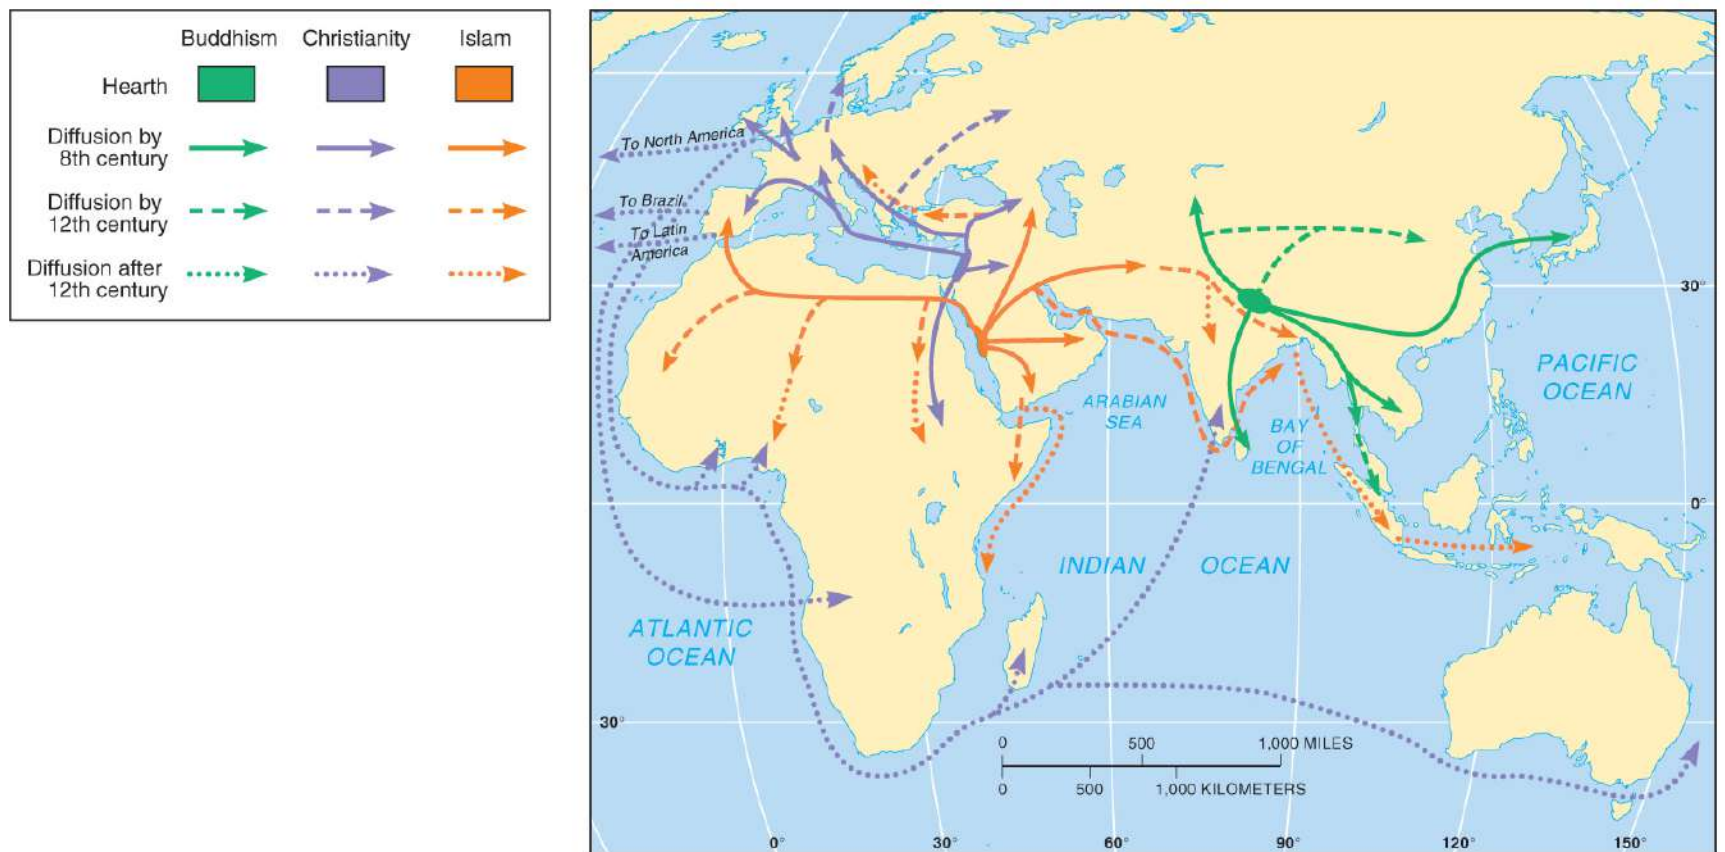 Buddhism Christianity Islam
Hearth
Diffusion by
8th century
Diffusion by
12th century
Diffusion after
12th century
To North America
To Brazil
To Latin
America
30°
ARABIAN
SEA
BAY
OF
BENGAL
PACIFIC
OCEAN
0°
INDIAN OCEAN
ATLANTIC
OCEAN
30°
0 500 1,000 MILES
0 500 1,000 KILOMETERS
0° 30° 60° 90° 120° 150°